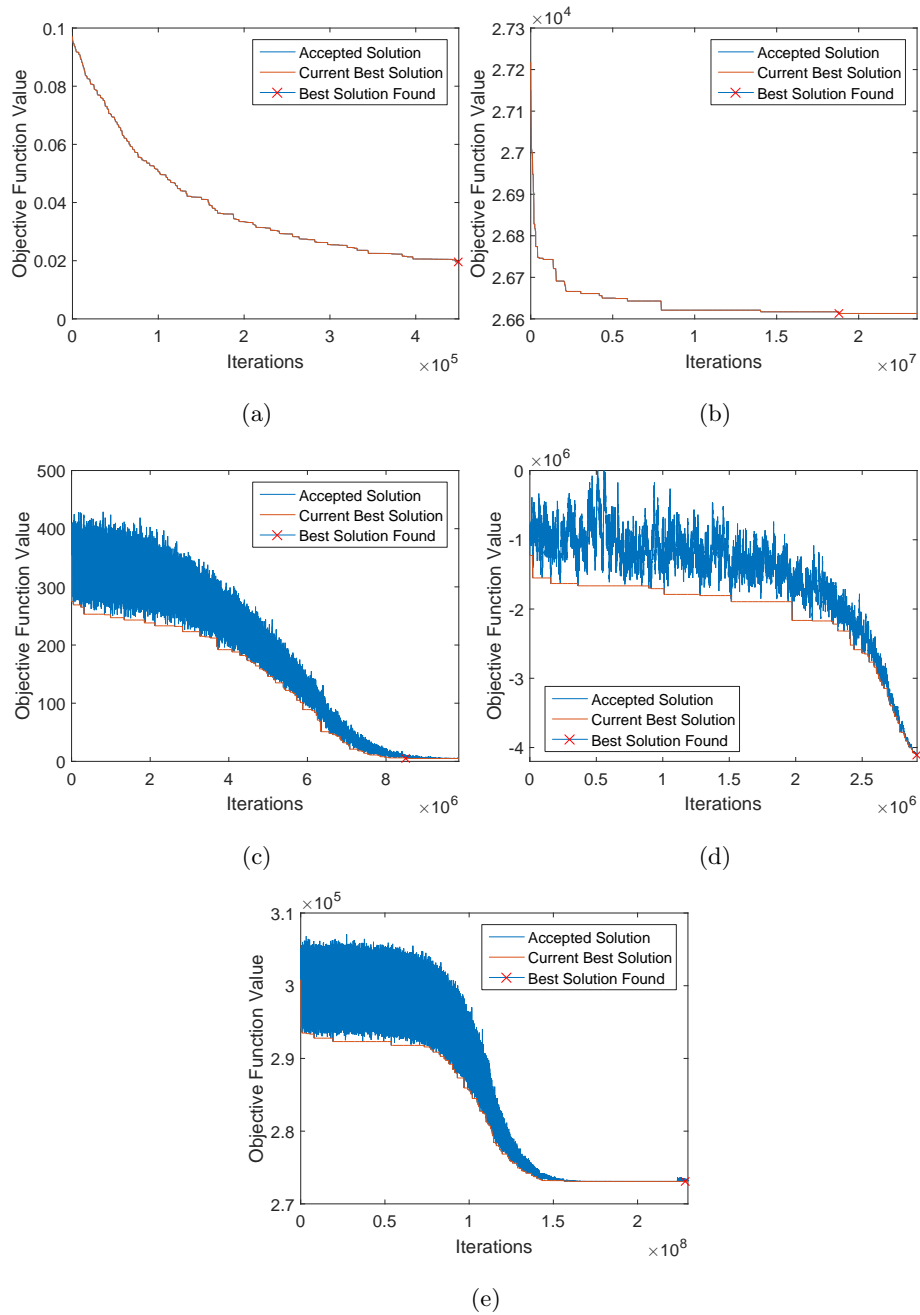 0.1
0.08
0.06
0.04
0.02
0
Objective Function Value
Accepted Solution
Current Best Solution
Best Solution Found
0 1 2 3 4
Iterations
×10^5
(a)
×10^4
2.73
2.72
2.71
2.7
2.69
2.68
2.67
2.66
Objective Function Value
Accepted Solution
Current Best Solution
Best Solution Found
0 0.5 1 1.5 2
Iterations
×10^7
(b)
500
400
300
200
100
0
Objective Function Value
Accepted Solution
Current Best Solution
Best Solution Found
0 2 4 6 8
Iterations
×10^6
(c)
×10^6
0
-1
-2
-3
-4
Objective Function Value
Accepted Solution
Current Best Solution
Best Solution Found
0 0.5 1 1.5 2 2.5
Iterations
×10^6
(d)
×10^5
3.1
3
2.9
2.8
2.7
Objective Function Value
Accepted Solution
Current Best Solution
Best Solution Found
0 0.5 1 1.5 2
Iterations
×10^8
(e)